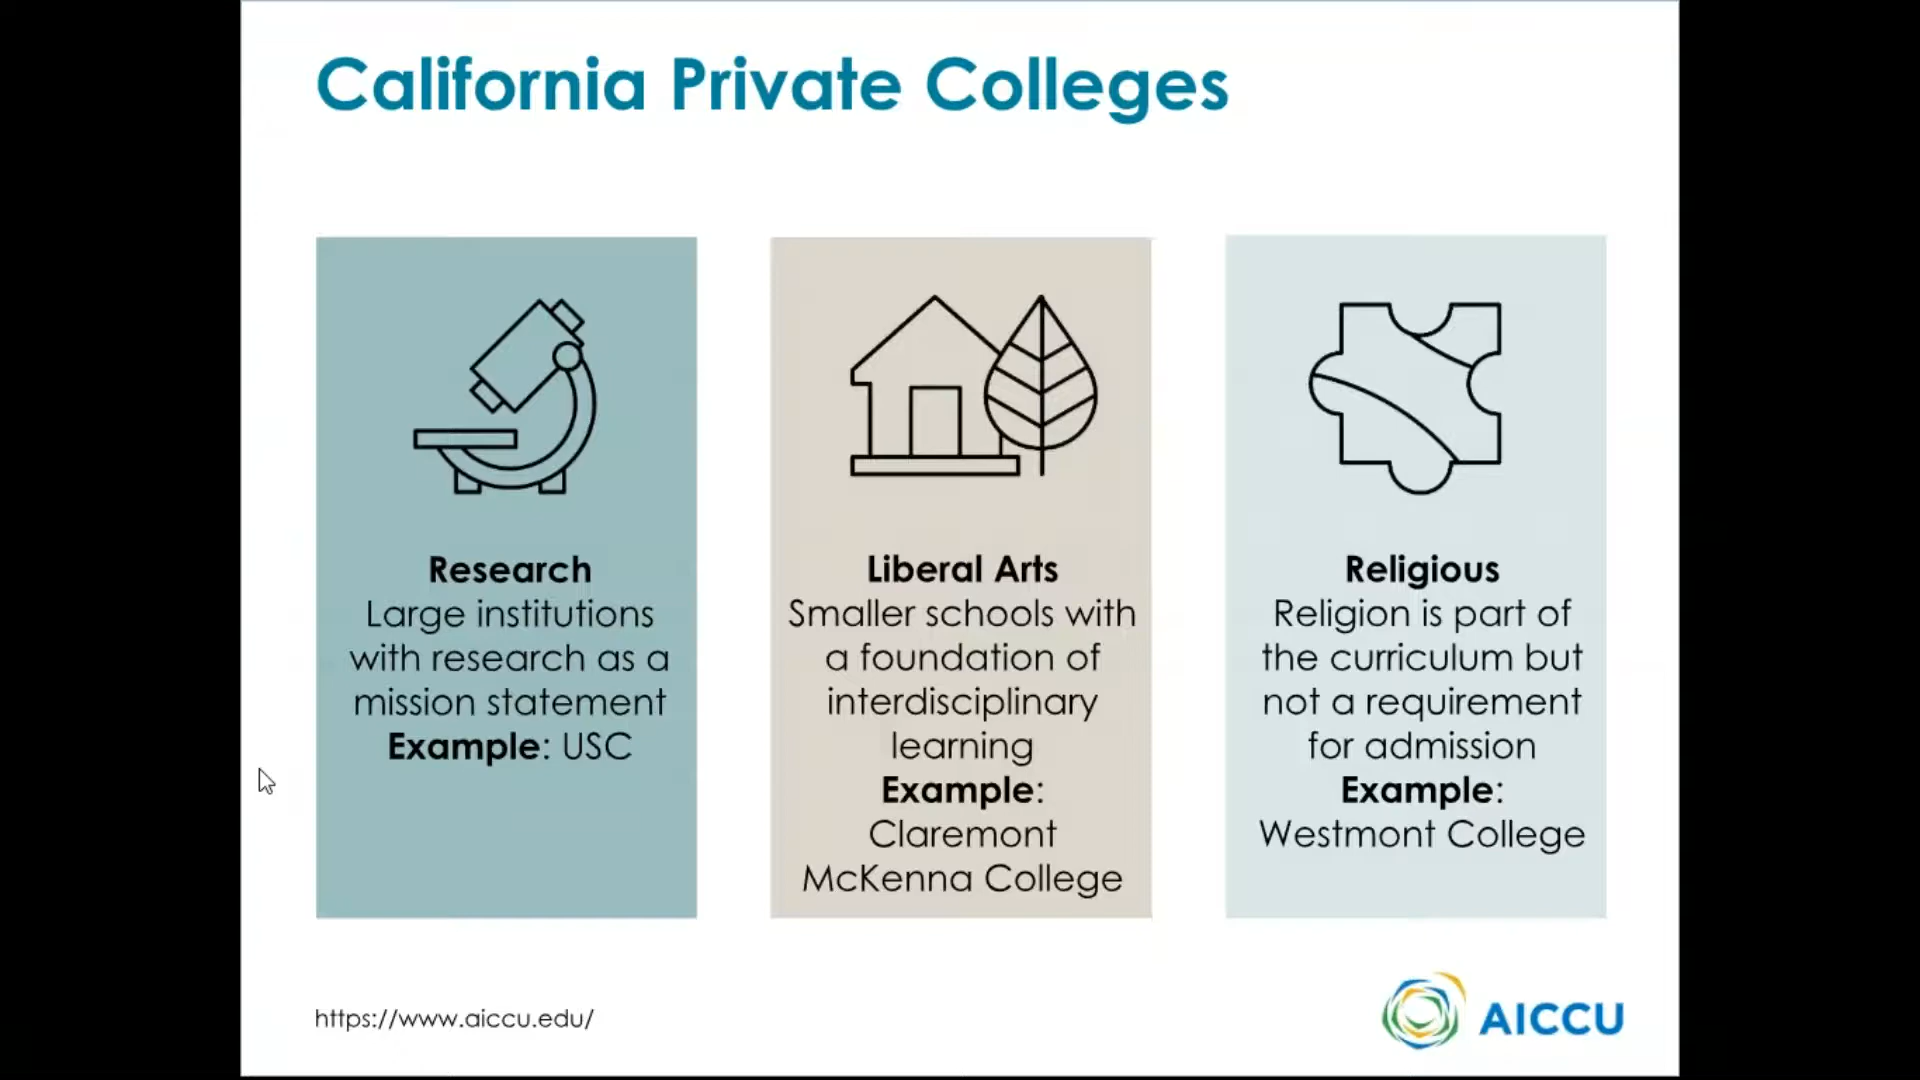 California Private Colleges
Research
Large institutions
with research as a
mission statement
Example: USC
Liberal Arts
Smaller schools with
a foundation of
interdisciplinary
learning
Example:
Claremont
McKenna College
Religious
Religion is part of
the curriculum but
not a requirement
for admission
Example:
Westmont College
https://www.aiccu.edu/
AICCU